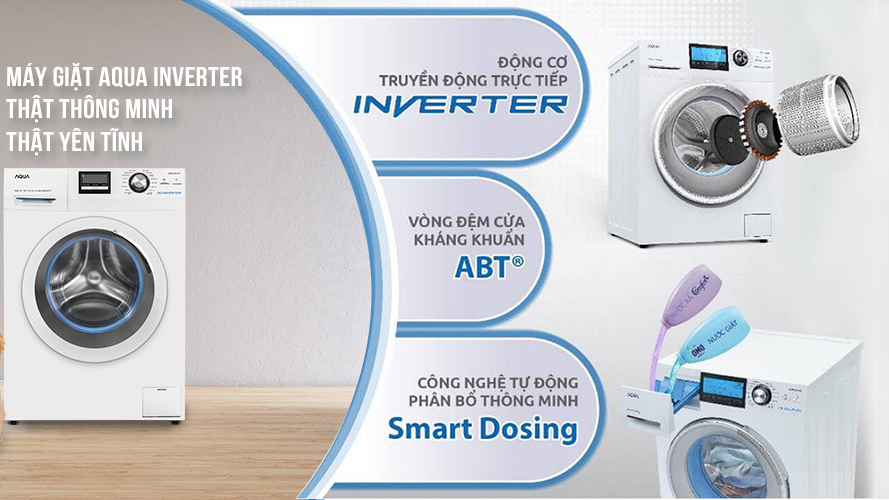 MÁY GIẶT AQUA INVERTER
THẬT THÔNG MINH
THẬT YÊN TĨNH
AQUA
ĐỘNG CƠ
TRUYỀN ĐỘNG TRỰC TIẾP
INVERTER
AQUA
VÒNG ĐỆM CỬA
KHÁNG KHUẨN
ABT®
NƯỚC XẢ Comfort
OMO NƯỚC GIẶT
CÔNG NGHỆ TỰ ĐỘNG
PHÂN BỔ THÔNG MINH
Smart Dosing
AQUA